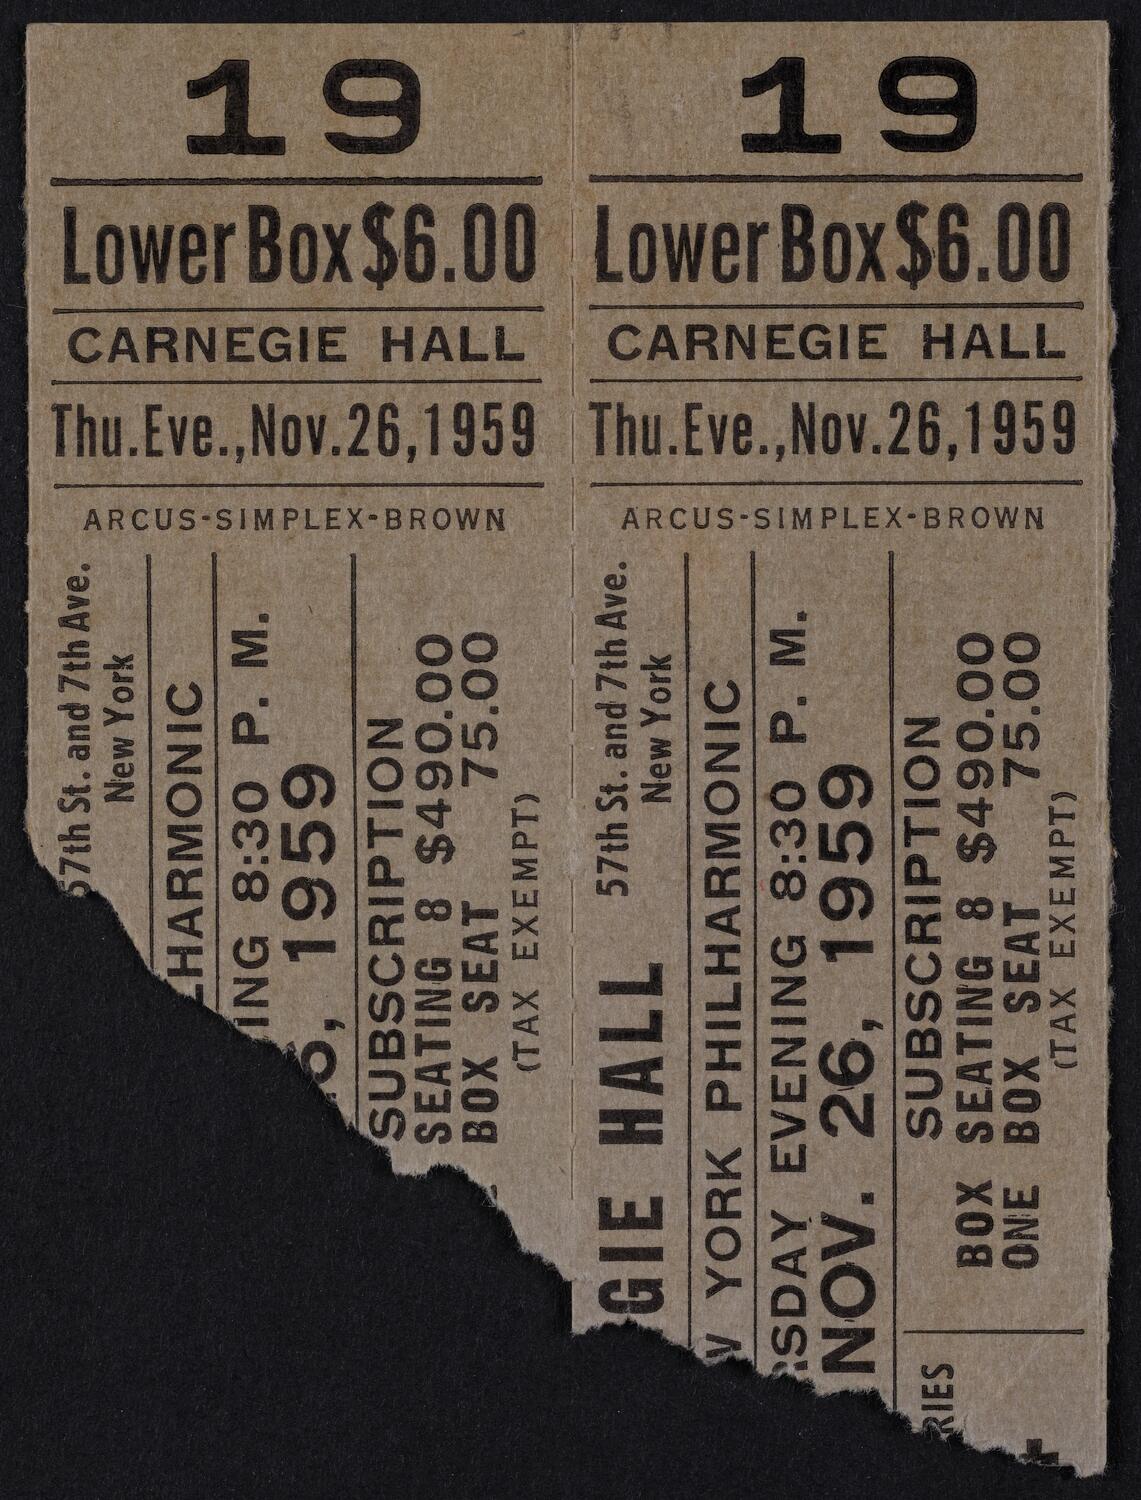 19
Lower Box $6.00
CARNEGIE HALL
Thu.Eve.,Nov.26,1959
ARCUS-SIMPLEX-BROWN
57th St. and 7th Ave.
New York
LHARMONIC
ING 8:30 P. M.
6, 1959
SUBSCRIPTION
SEATING 8 $490.00
BOX SEAT 75.00
(TAX EXEMPT)
19
Lower Box $6.00
CARNEGIE HALL
Thu.Eve.,Nov.26,1959
ARCUS-SIMPLEX-BROWN
GIE HALL 57th St. and 7th Ave.
New York
W YORK PHILHARMONIC
SDAY EVENING 8:30 P. M.
NOV. 26, 1959
SUBSCRIPTION
BOX SEATING 8 $490.00
ONE BOX SEAT 75.00
(TAX EXEMPT)
RIES